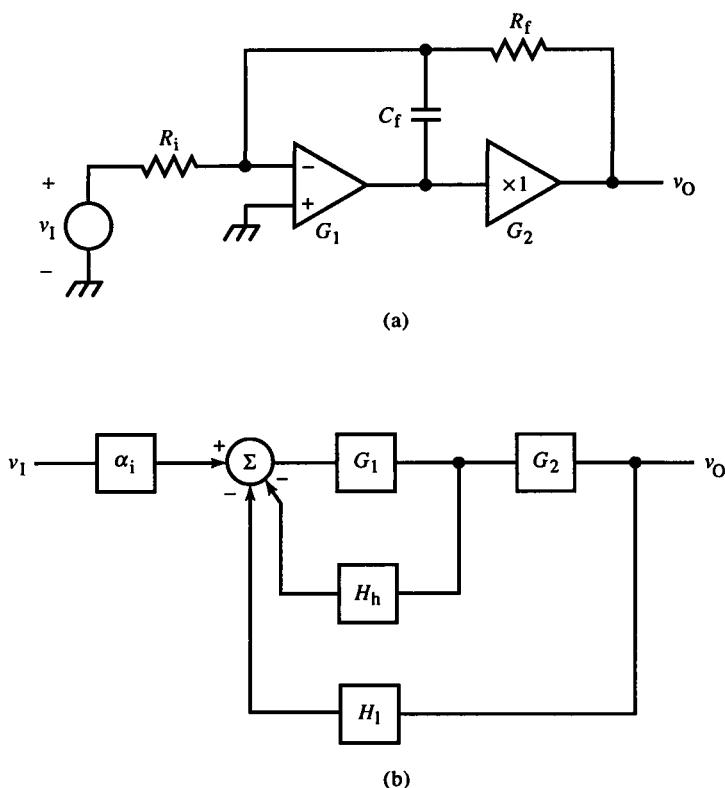 R_f
C_f
R_i
+
−
+
v_I
−
G_1
×1
G_2
v_O
(a)
v_I
α_i
+
Σ
−
−
G_1
G_2
v_O
H_h
H_l
(b)